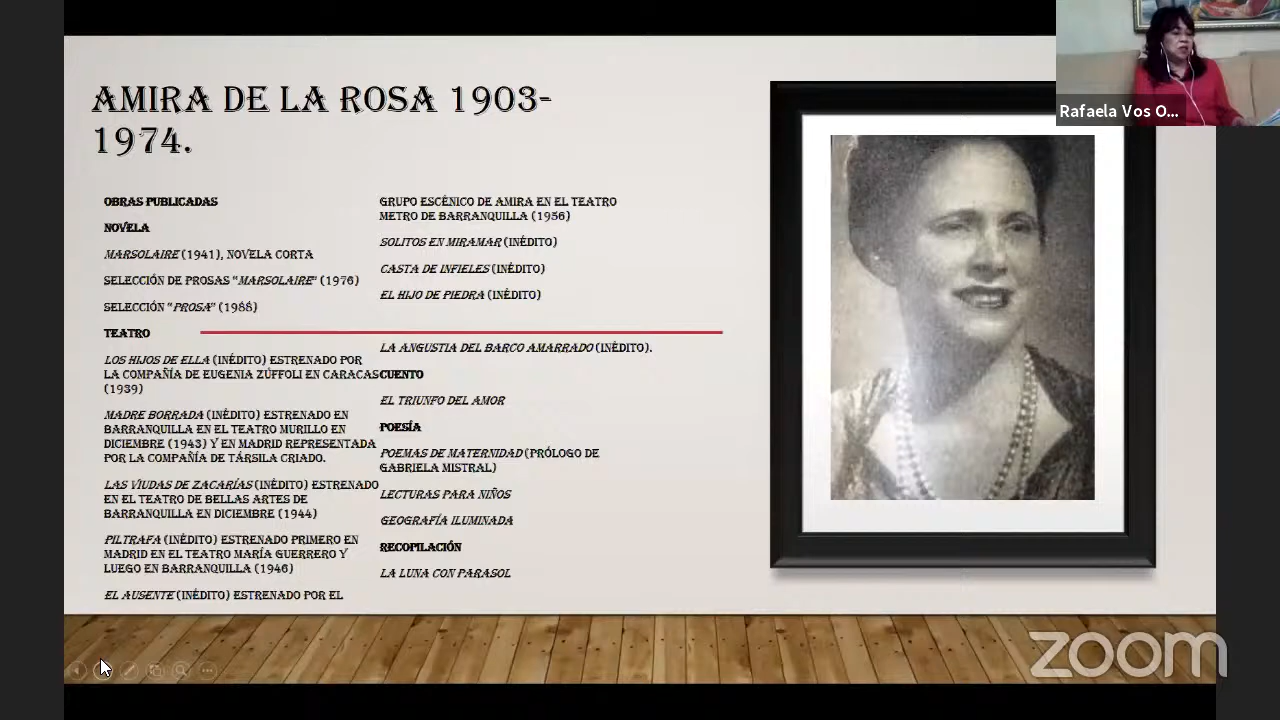 AMIRA DE LA ROSA 1903-
1974.
OBRAS PUBLICADAS
NOVELA
MARSOLAIRE (1941), NOVELA CORTA
SELECCIÓN DE PROSAS "MARSOLAIRE" (1976)
SELECCIÓN "PROSA" (1988)
TEATRO
LOS HIJOS DE ELLA (INÉDITO) ESTRENADO POR
LA COMPAÑÍA DE EUGENIA ZÚFFOLI EN CARACAS
(1939)
MADRE BORRADA (INÉDITO) ESTRENADO EN
BARRANQUILLA EN EL TEATRO MURILLO EN
DICIEMBRE (1943) Y EN MADRID REPRESENTADA
POR LA COMPAÑÍA DE TÁRSILA CRIADO.
LAS VIUDAS DE ZACARÍAS (INÉDITO) ESTRENADO
EN EL TEATRO DE BELLAS ARTES DE
BARRANQUILLA EN DICIEMBRE (1944)
PILTRAFA (INÉDITO) ESTRENADO PRIMERO EN
MADRID EN EL TEATRO MARÍA GUERRERO Y
LUEGO EN BARRANQUILLA (1946)
EL AUSENTE (INÉDITO) ESTRENADO POR EL
GRUPO ESCÉNICO DE AMIRA EN EL TEATRO
METRO DE BARRANQUILLA (1956)
SOLITOS EN MIRAMAR (INÉDITO)
CASTA DE INFIELES (INÉDITO)
EL HIJO DE PIEDRA (INÉDITO)
LA ANGUSTIA DEL BARCO AMARRADO (INÉDITO).
CUENTO
EL TRIUNFO DEL AMOR
POESÍA
POEMAS DE MATERNIDAD (PRÓLOGO DE
GABRIELA MISTRAL)
LECTURAS PARA NIÑOS
GEOGRAFÍA ILUMINADA
RECOPILACIÓN
LA LUNA CON PARASOL
Rafaela Vos O...
zoom